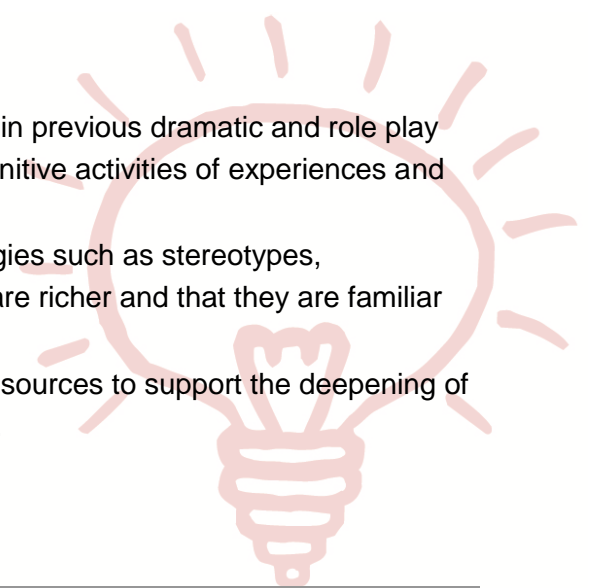 in previous dramatic and role play
nitive activities of experiences and
gies such as stereotypes,
are richer and that they are familiar
sources to support the deepening of